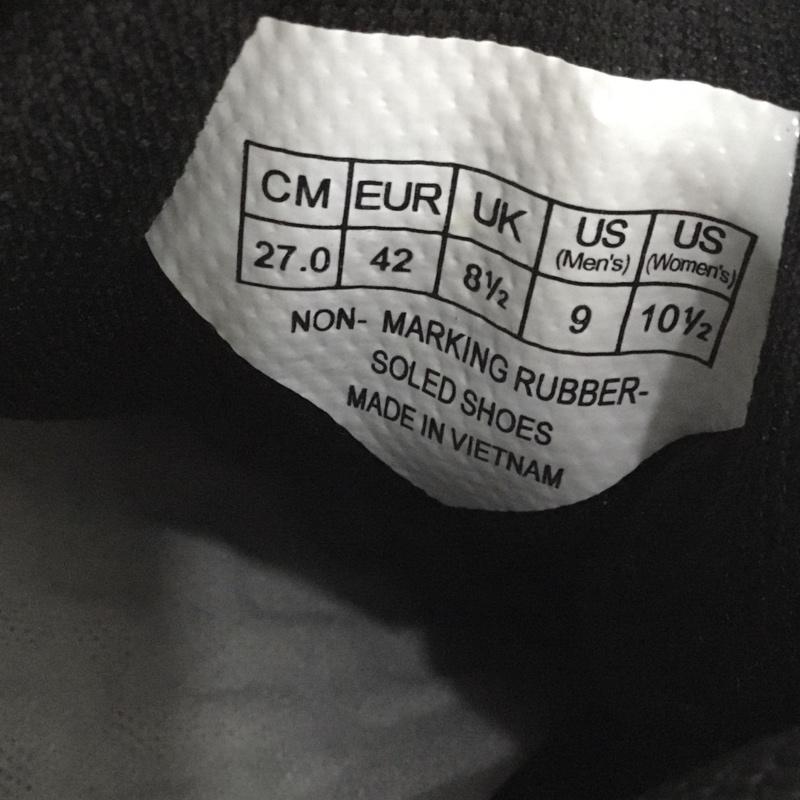 CM EUR UK US (Men's) US (Women's)
27.0 42 8½ 9 10½
NON- MARKING RUBBER-
SOLED SHOES
MADE IN VIETNAM